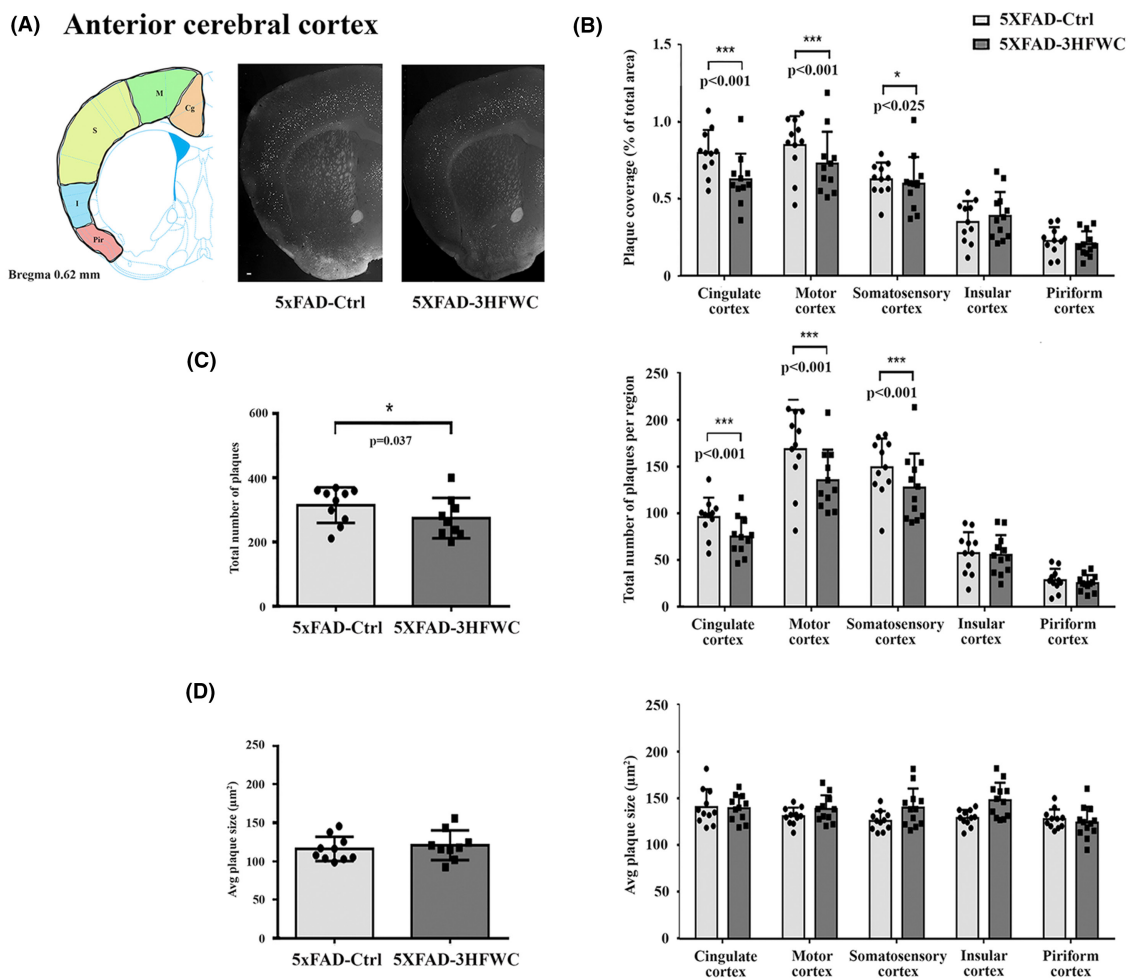 (A) Anterior cerebral cortex
M
Cg
S
I
Pir
Bregma 0.62 mm
5xFAD-Ctrl
5XFAD-3HFWC
(B)
5XFAD-Ctrl
5XFAD-3HFWC
Plaque coverage (% of total area)
1.5
1.0
0.5
0
***
p<0.001
***
p<0.001
*
p<0.025
Cingulate cortex
Motor cortex
Somatosensory cortex
Insular cortex
Piriform cortex
(C)
Total number of plaques
600
400
200
0
*
p=0.037
5xFAD-Ctrl 5XFAD-3HFWC
Total number of plaques per region
250
200
150
100
50
0
***
p<0.001
***
p<0.001
***
p<0.001
Cingulate cortex
Motor cortex
Somatosensory cortex
Insular cortex
Piriform cortex
(D)
Avg plaque size (µm²)
250
200
150
100
50
0
5xFAD-Ctrl 5XFAD-3HFWC
Avg plaque size (µm²)
250
200
150
100
50
0
Cingulate cortex
Motor cortex
Somatosensory cortex
Insular cortex
Piriform cortex